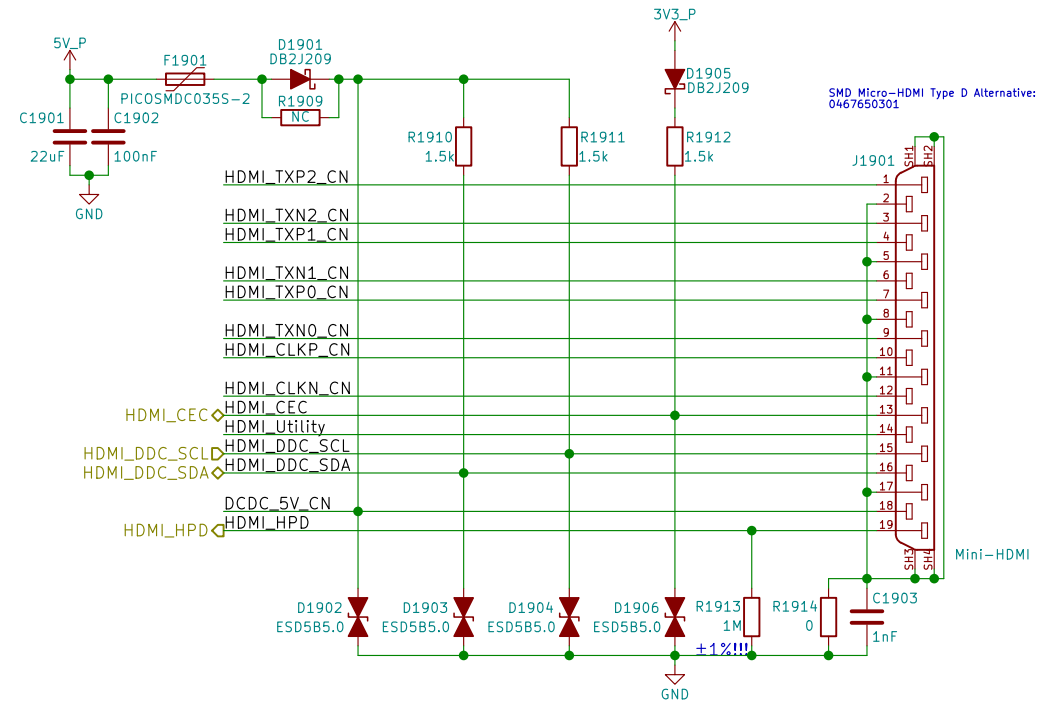 3V3_P
5V_P
D1901
DB2J209
F1901
PICOSMDC035S-2
R1909
NC
D1905
DB2J209
SMD Micro-HDMI Type D Alternative:
0467650301
C1901
22uF
C1902
100nF
GND
R1910
1.5k
R1911
1.5k
R1912
1.5k
J1901
SH1
SH2
HDMI_TXP2_CN
1
2
HDMI_TXN2_CN
3
HDMI_TXP1_CN
4
5
HDMI_TXN1_CN
6
HDMI_TXP0_CN
7
8
HDMI_TXN0_CN
9
HDMI_CLKP_CN
10
11
HDMI_CLKN_CN
12
HDMI_CEC
HDMI_CEC
13
HDMI_Utility
14
HDMI_DDC_SCL
HDMI_DDC_SCL
15
HDMI_DDC_SDA
HDMI_DDC_SDA
16
17
DCDC_5V_CN
18
HDMI_HPD
HDMI_HPD
19
SH3
SH4
Mini-HDMI
D1902
ESD5B5.0
D1903
ESD5B5.0
D1904
ESD5B5.0
D1906
ESD5B5.0
R1913
1M
±1%!!!
R1914
0
C1903
1nF
GND